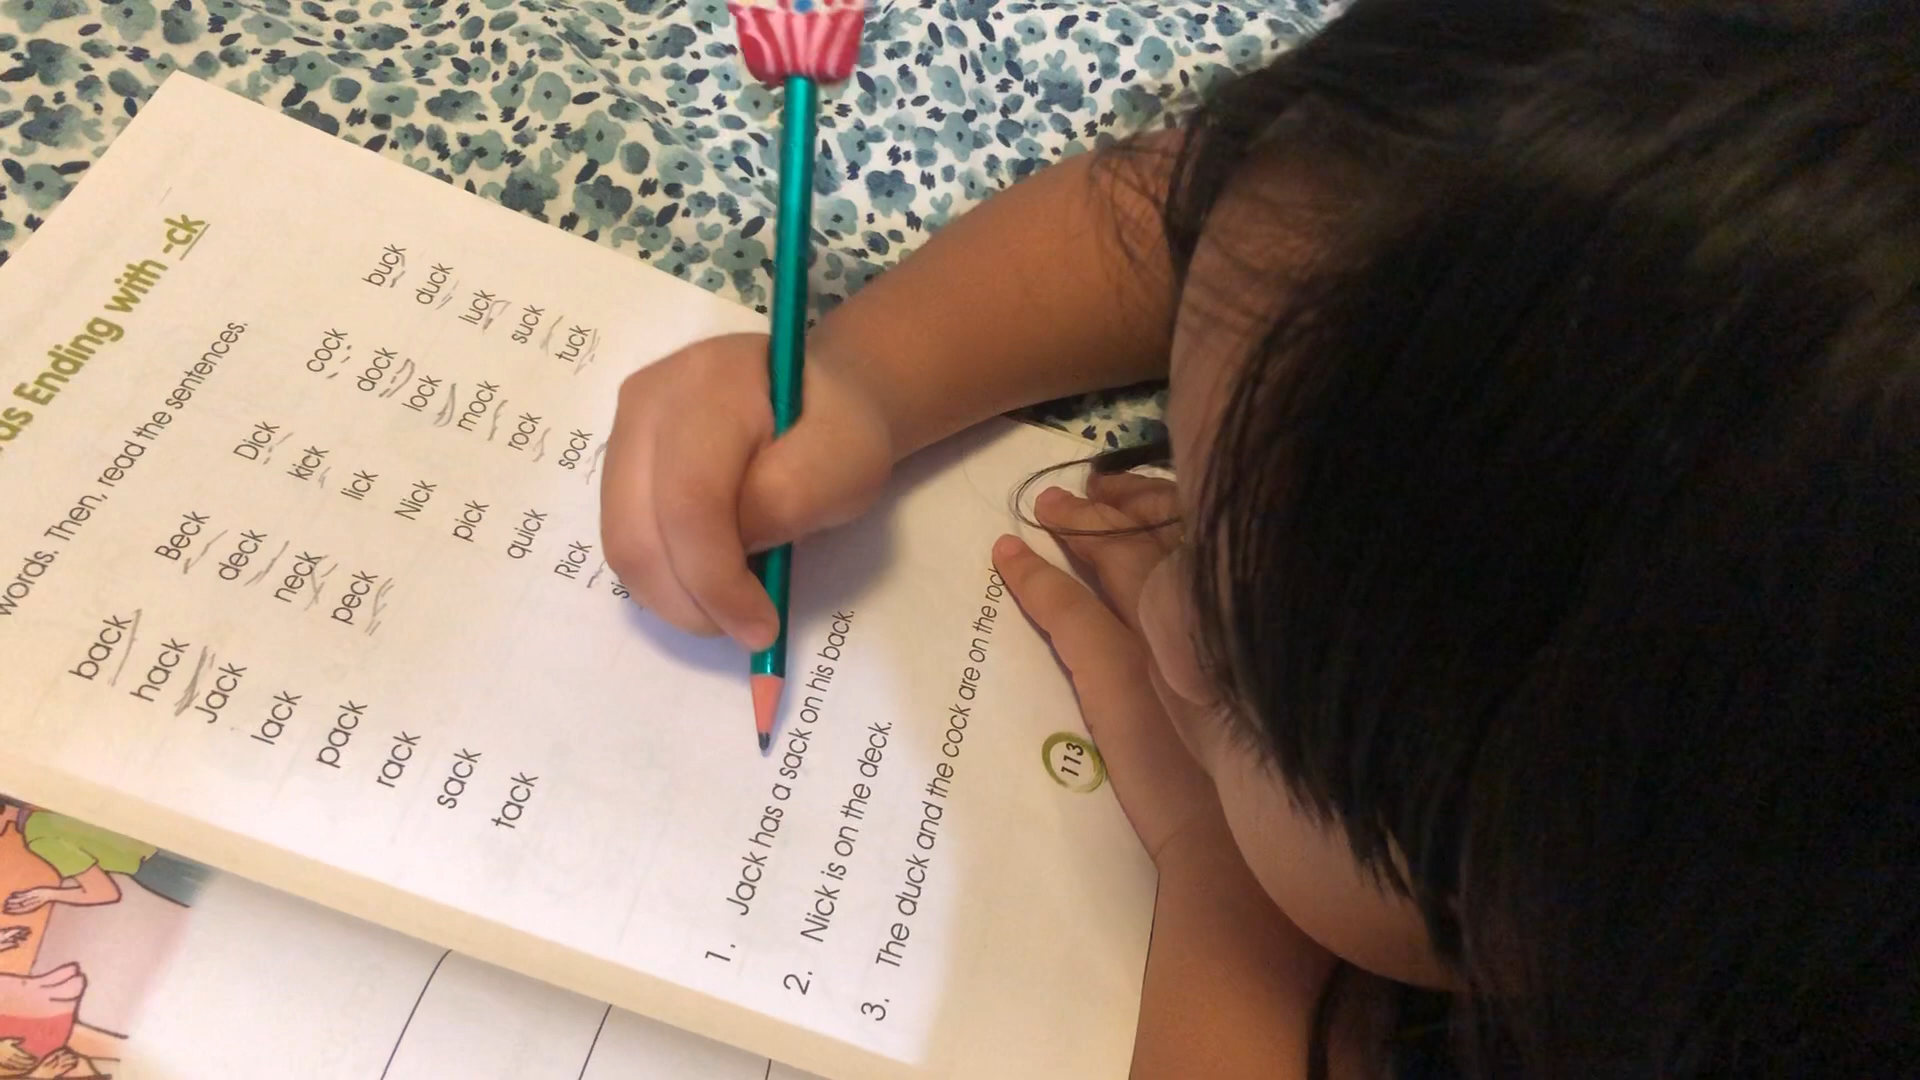 Ending with -ck
words. Then, read the sentences.
back Beck Dick cock buck
hack deck kick dock duck
Jack neck lick lock luck
lack peck Nick mock suck
pack pick rock tuck
rack quick sock
sack Rick
tack
1. Jack has a sack on his back.
2. Nick is on the deck.
3. The duck and the cock are on the
113